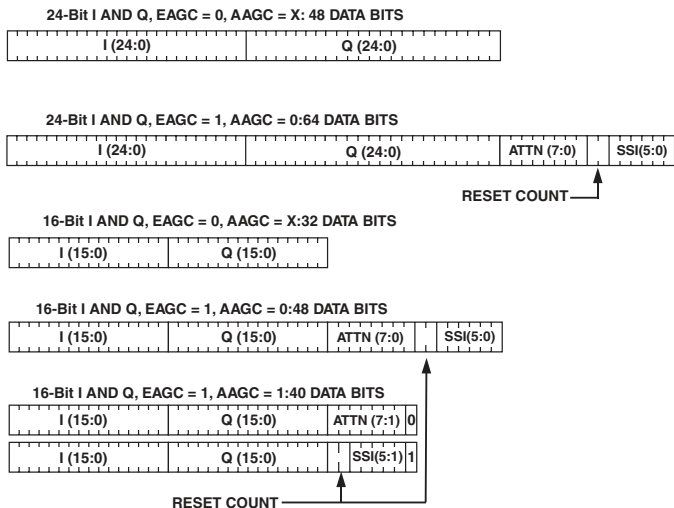 24-Bit I AND Q, EAGC = 0, AAGC = X: 48 DATA BITS
I (24:0) Q (24:0)
24-Bit I AND Q, EAGC = 1, AAGC = 0:64 DATA BITS
I (24:0) Q (24:0) ATTN (7:0) SSI(5:0)
RESET COUNT
16-Bit I AND Q, EAGC = 0, AAGC = X:32 DATA BITS
I (15:0) Q (15:0)
16-Bit I AND Q, EAGC = 1, AAGC = 0:48 DATA BITS
I (15:0) Q (15:0) ATTN (7:0) SSI(5:0)
16-Bit I AND Q, EAGC = 1, AAGC = 1:40 DATA BITS
I (15:0) Q (15:0) ATTN (7:1) 0
I (15:0) Q (15:0) SSI(5:1) 1
RESET COUNT